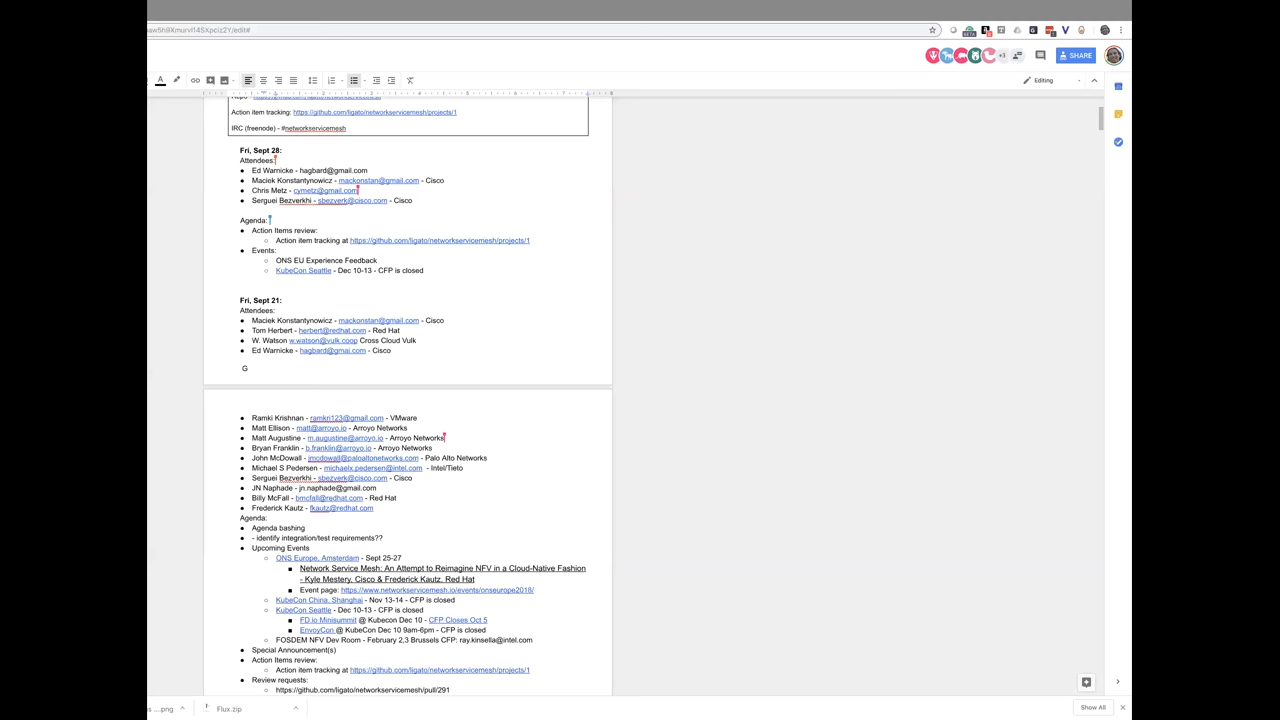 aw5h9XmurvI14SXpciz2Y/edit#
+3
SHARE
Editing
Action item tracking: https://github.com/ligato/networkservicemesh/projects/1
IRC (freenode) - #networkservicemesh
Fri, Sept 28:
Attendees:
● Ed Warnicke - hagbard@gmail.com
● Maciek Konstantynowicz - mackonstan@gmail.com - Cisco
● Chris Metz - cymetz@gmail.com
● Serguei Bezverkhi - sbezverk@cisco.com - Cisco
Agenda:
● Action Items review:
○ Action item tracking at https://github.com/ligato/networkservicemesh/projects/1
● Events:
○ ONS EU Experience Feedback
○ KubeCon Seattle - Dec 10-13 - CFP is closed
Fri, Sept 21:
Attendees:
● Maciek Konstantynowicz - mackonstan@gmail.com - Cisco
● Tom Herbert - herbert@redhat.com - Red Hat
● W. Watson w.watson@vulk.coop Cross Cloud Vulk
● Ed Warnicke - hagbard@gmai.com - Cisco
G
● Ramki Krishnan - ramkri123@gmail.com - VMware
● Matt Ellison - matt@arroyo.io - Arroyo Networks
● Matt Augustine - m.augustine@arroyo.io - Arroyo Networks
● Bryan Franklin - b.franklin@arroyo.io - Arroyo Networks
● John McDowall - jmcdowall@paloaltonetworks.com - Palo Alto Networks
● Michael S Pedersen - michaelx.pedersen@intel.com - Intel/Tieto
● Serguei Bezverkhi - sbezverk@cisco.com - Cisco
● JN Naphade - jn.naphade@gmail.com
● Billy McFall - bmcfall@redhat.com - Red Hat
● Frederick Kautz - fkautz@redhat.com
Agenda:
● Agenda bashing
● - identify integration/test requirements??
● Upcoming Events
○ ONS Europe, Amsterdam - Sept 25-27
■ Network Service Mesh: An Attempt to Reimagine NFV in a Cloud-Native Fashion
- Kyle Mestery, Cisco & Frederick Kautz, Red Hat
■ Event page: https://www.networkservicemesh.io/events/onseurope2018/
○ KubeCon China, Shanghai - Nov 13-14 - CFP is closed
○ KubeCon Seattle - Dec 10-13 - CFP is closed
■ FD.io Minisummit @ Kubecon Dec 10 - CFP Closes Oct 5
■ EnvoyCon @ KubeCon Dec 10 9am-6pm - CFP is closed
○ FOSDEM NFV Dev Room - February 2,3 Brussels CFP: ray.kinsella@intel.com
● Special Announcement(s)
● Action Items review:
○ Action item tracking at https://github.com/ligato/networkservicemesh/projects/1
● Review requests:
○ https://github.com/ligato/networkservicemesh/pull/291
s ....png
Flux.zip
Show All